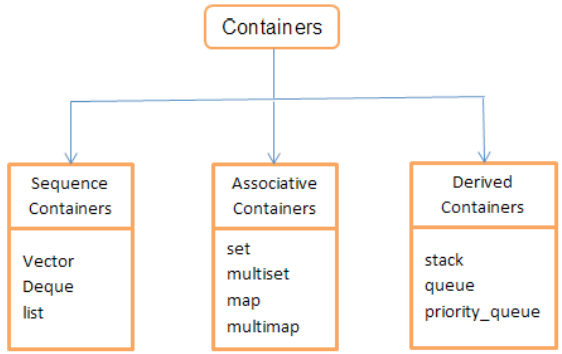 Containers
Sequence
Containers
Vector
Deque
list
Associative
Containers
set
multiset
map
multimap
Derived
Containers
stack
queue
priority_queue